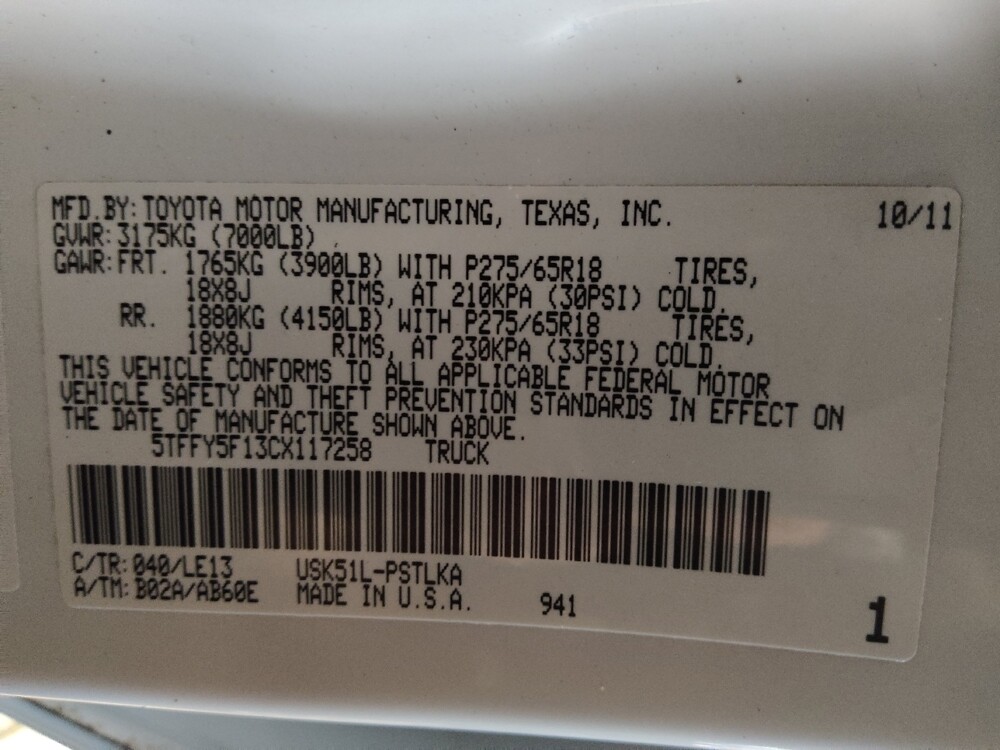 MFD.BY:TOYOTA MOTOR MANUFACTURING, TEXAS, INC. 10/11
GVWR:3175KG (7000LB)
GAWR:FRT. 1765KG (3900LB) WITH P275/65R18 TIRES,
18X8J RIMS, AT 210KPA (30PSI) COLD.
RR. 1880KG (4150LB) WITH P275/65R18 TIRES,
18X8J RIMS, AT 230KPA (33PSI) COLD.
THIS VEHICLE CONFORMS TO ALL APPLICABLE FEDERAL MOTOR
VEHICLE SAFETY AND THEFT PREVENTION STANDARDS IN EFFECT ON
THE DATE OF MANUFACTURE SHOWN ABOVE.
5TFFY5F13CX117258 TRUCK
C/TR:040/LE13 USK51L-PSTLKA
A/TM:B02A/AB60E MADE IN U.S.A. 941
1